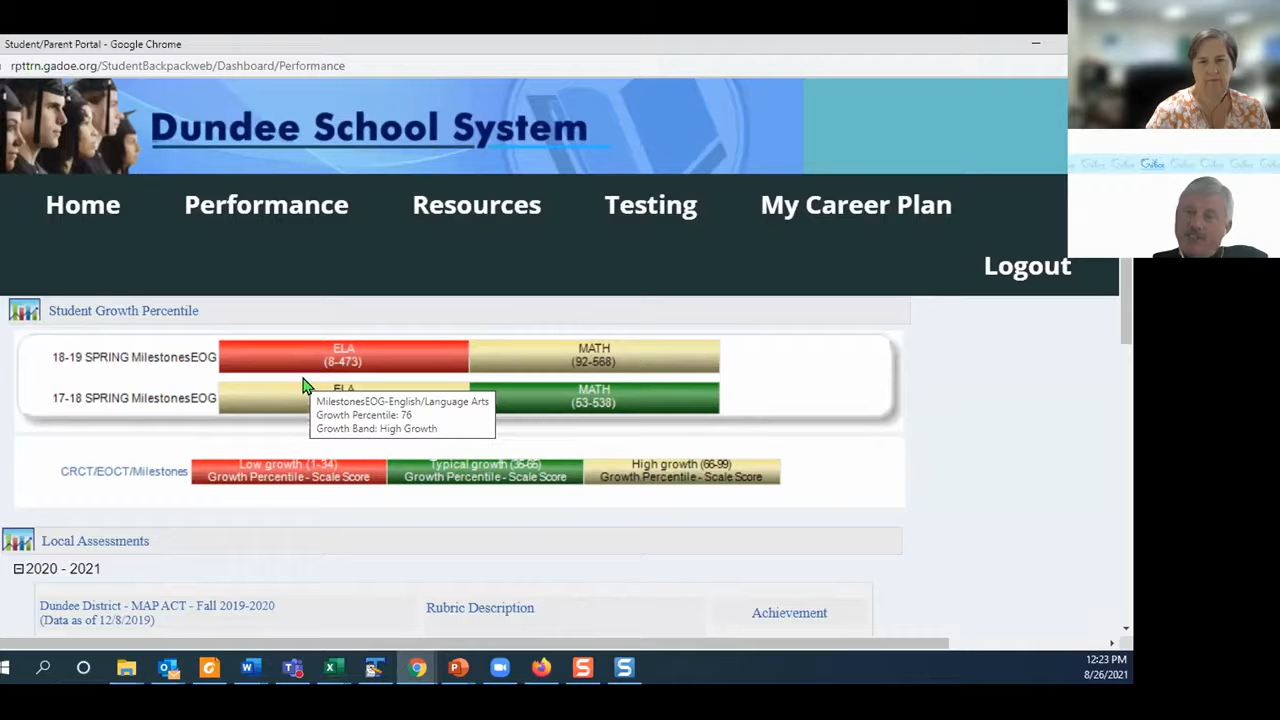 Student/Parent Portal - Google Chrome
rpttrn.gadoe.org/StudentBackpackweb/Dashboard/Performance
Dundee School System
Home Performance Resources Testing My Career Plan
Logout
Student Growth Percentile
18-19 SPRING MilestonesEOG
ELA
(8-473)
MATH
(92-568)
17-18 SPRING MilestonesEOG
ELA
MATH
(53-538)
MilestonesEOG-English/Language Arts
Growth Percentile: 76
Growth Band: High Growth
CRCT/EOCT/Milestones
Low growth (1-34)
Growth Percentile - Scale Score
Typical growth (35-65)
Growth Percentile - Scale Score
High growth (66-99)
Growth Percentile - Scale Score
Local Assessments
2020 - 2021
Dundee District - MAP ACT - Fall 2019-2020
(Data as of 12/8/2019)
Rubric Description
Achievement
12:23 PM
8/26/2021